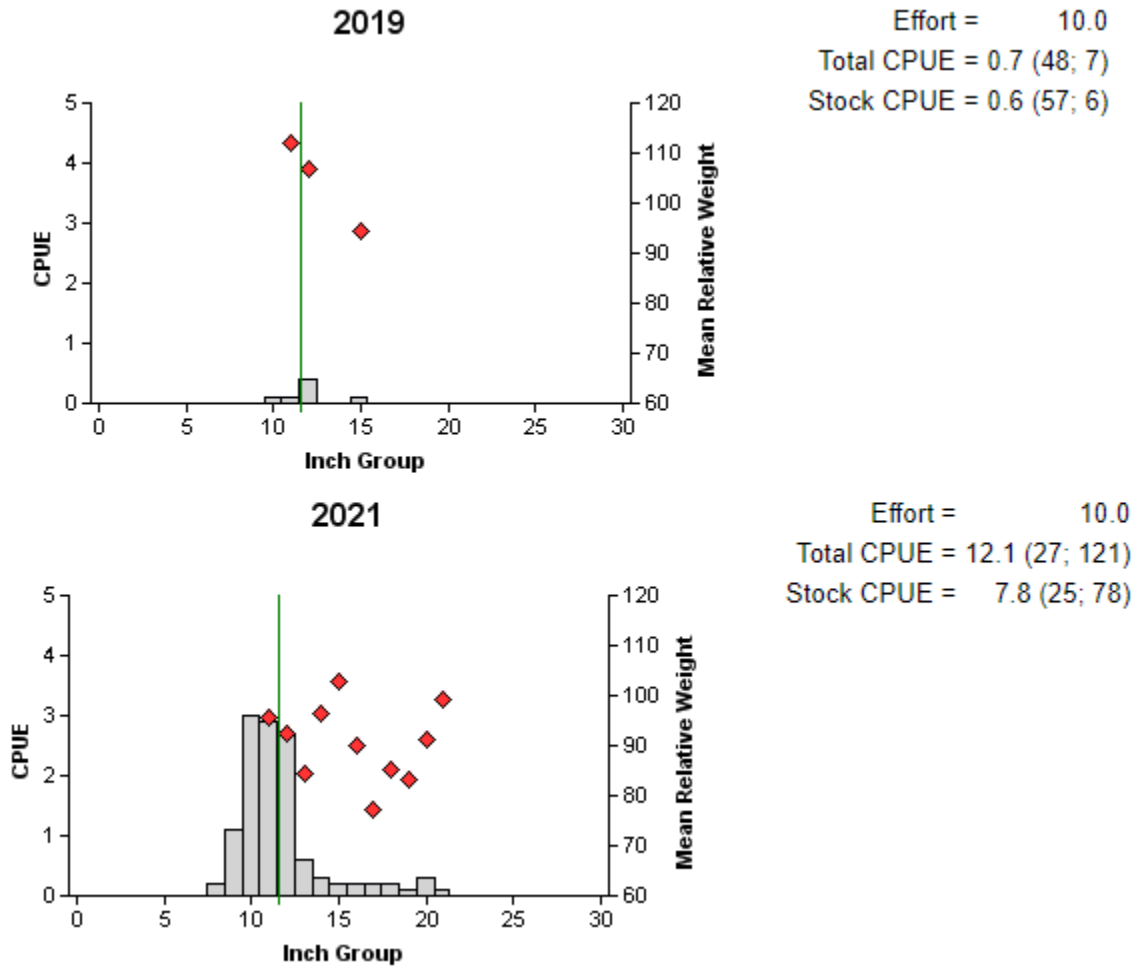 2019
Effort = 10.0
Total CPUE = 0.7 (48; 7)
Stock CPUE = 0.6 (57; 6)
5
4
3
2
1
0
CPUE
120
110
100
90
80
70
60
Mean Relative Weight
0 5 10 15 20 25 30
Inch Group
2021
Effort = 10.0
Total CPUE = 12.1 (27; 121)
Stock CPUE = 7.8 (25; 78)
5
4
3
2
1
0
CPUE
120
110
100
90
80
70
60
Mean Relative Weight
0 5 10 15 20 25 30
Inch Group